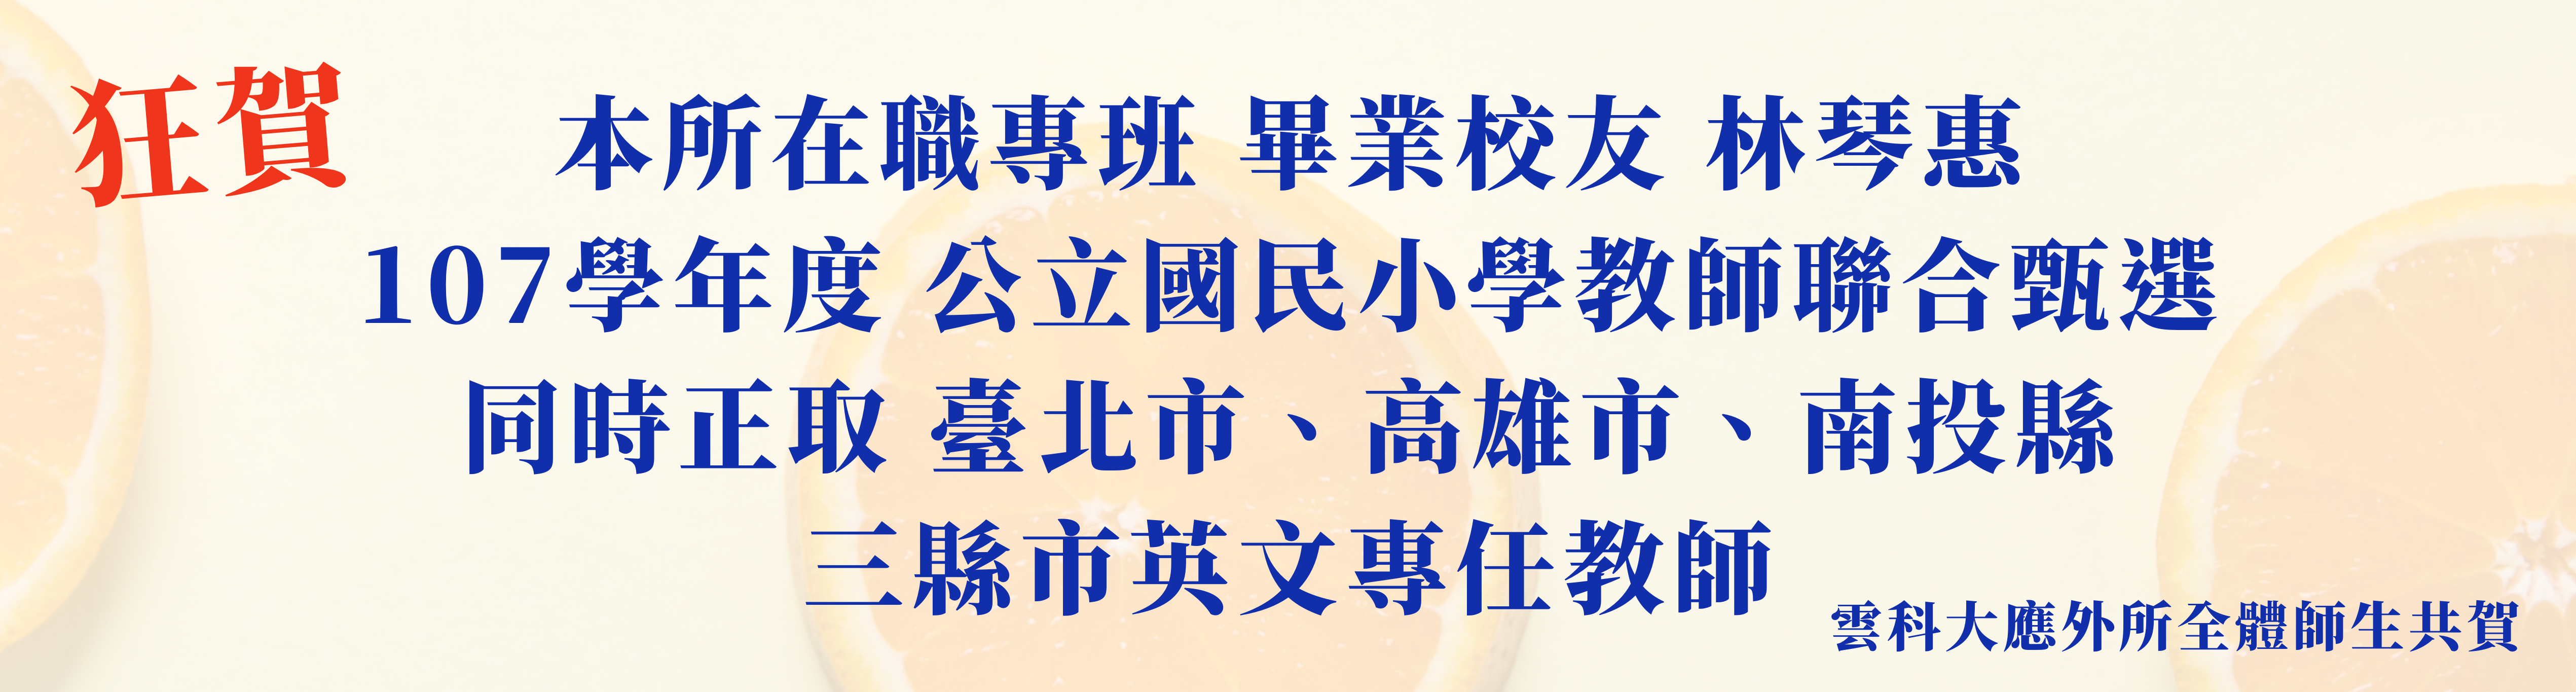 狂賀
本所在職專班 畢業校友 林琴惠
107學年度 公立國民小學教師聯合甄選
同時正取 臺北市、高雄市、南投縣
三縣市英文專任教師
雲科大應外所全體師生共賀